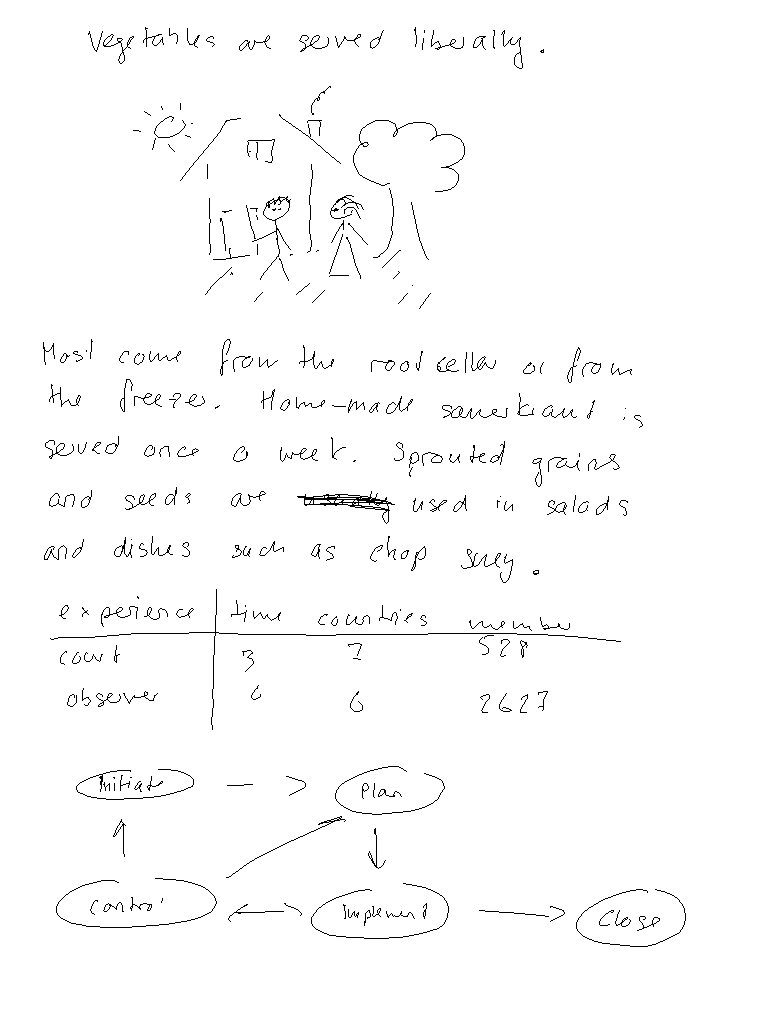 Vegetables are served liberally.
Most come from the root cellar or from
the freezer. Home-made sauerkraut is
served once a week. Sprouted grains
and seeds are used in salads
and dishes such as chop suey.
experience time countries member
court 3 7 528
observer 6 6 2627
Initiate Plan
Control Implement Close